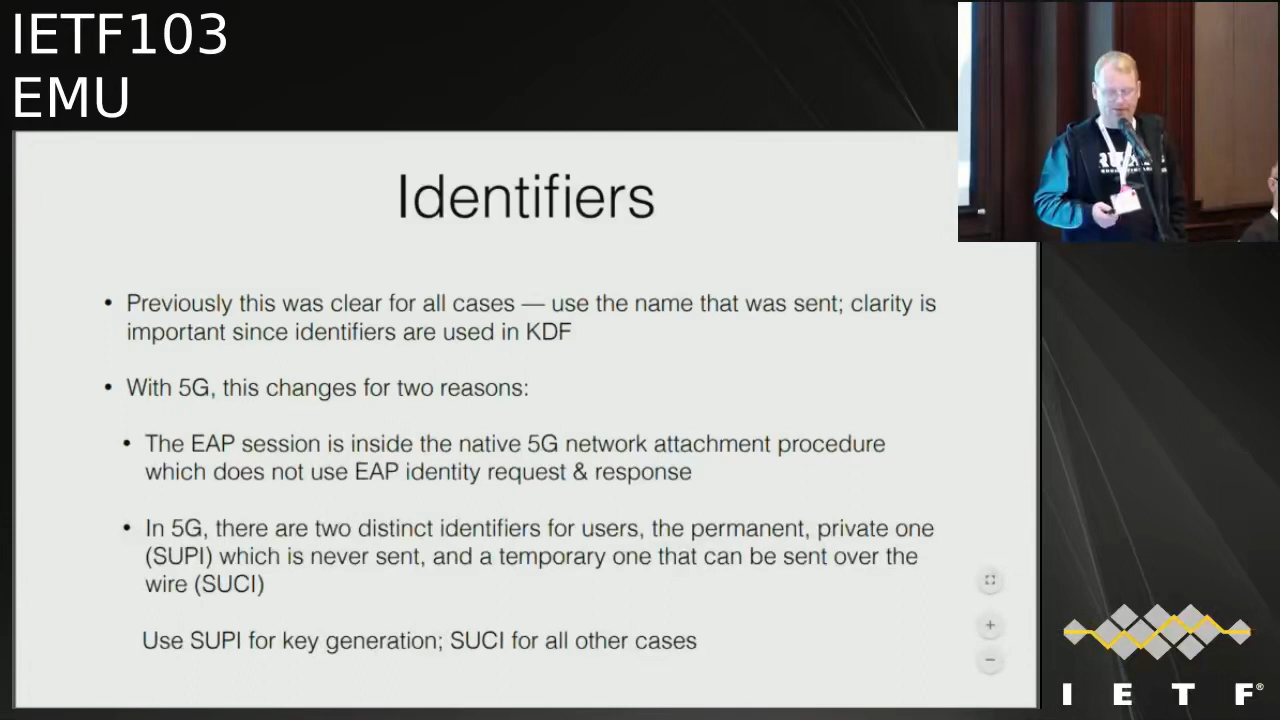 IETF103
EMU
Identifiers
• Previously this was clear for all cases — use the name that was sent; clarity is
important since identifiers are used in KDF
• With 5G, this changes for two reasons:
• The EAP session is inside the native 5G network attachment procedure
which does not use EAP identity request & response
• In 5G, there are two distinct identifiers for users, the permanent, private one
(SUPI) which is never sent, and a temporary one that can be sent over the
wire (SUCI)
Use SUPI for key generation; SUCI for all other cases
+
−
I E T F®